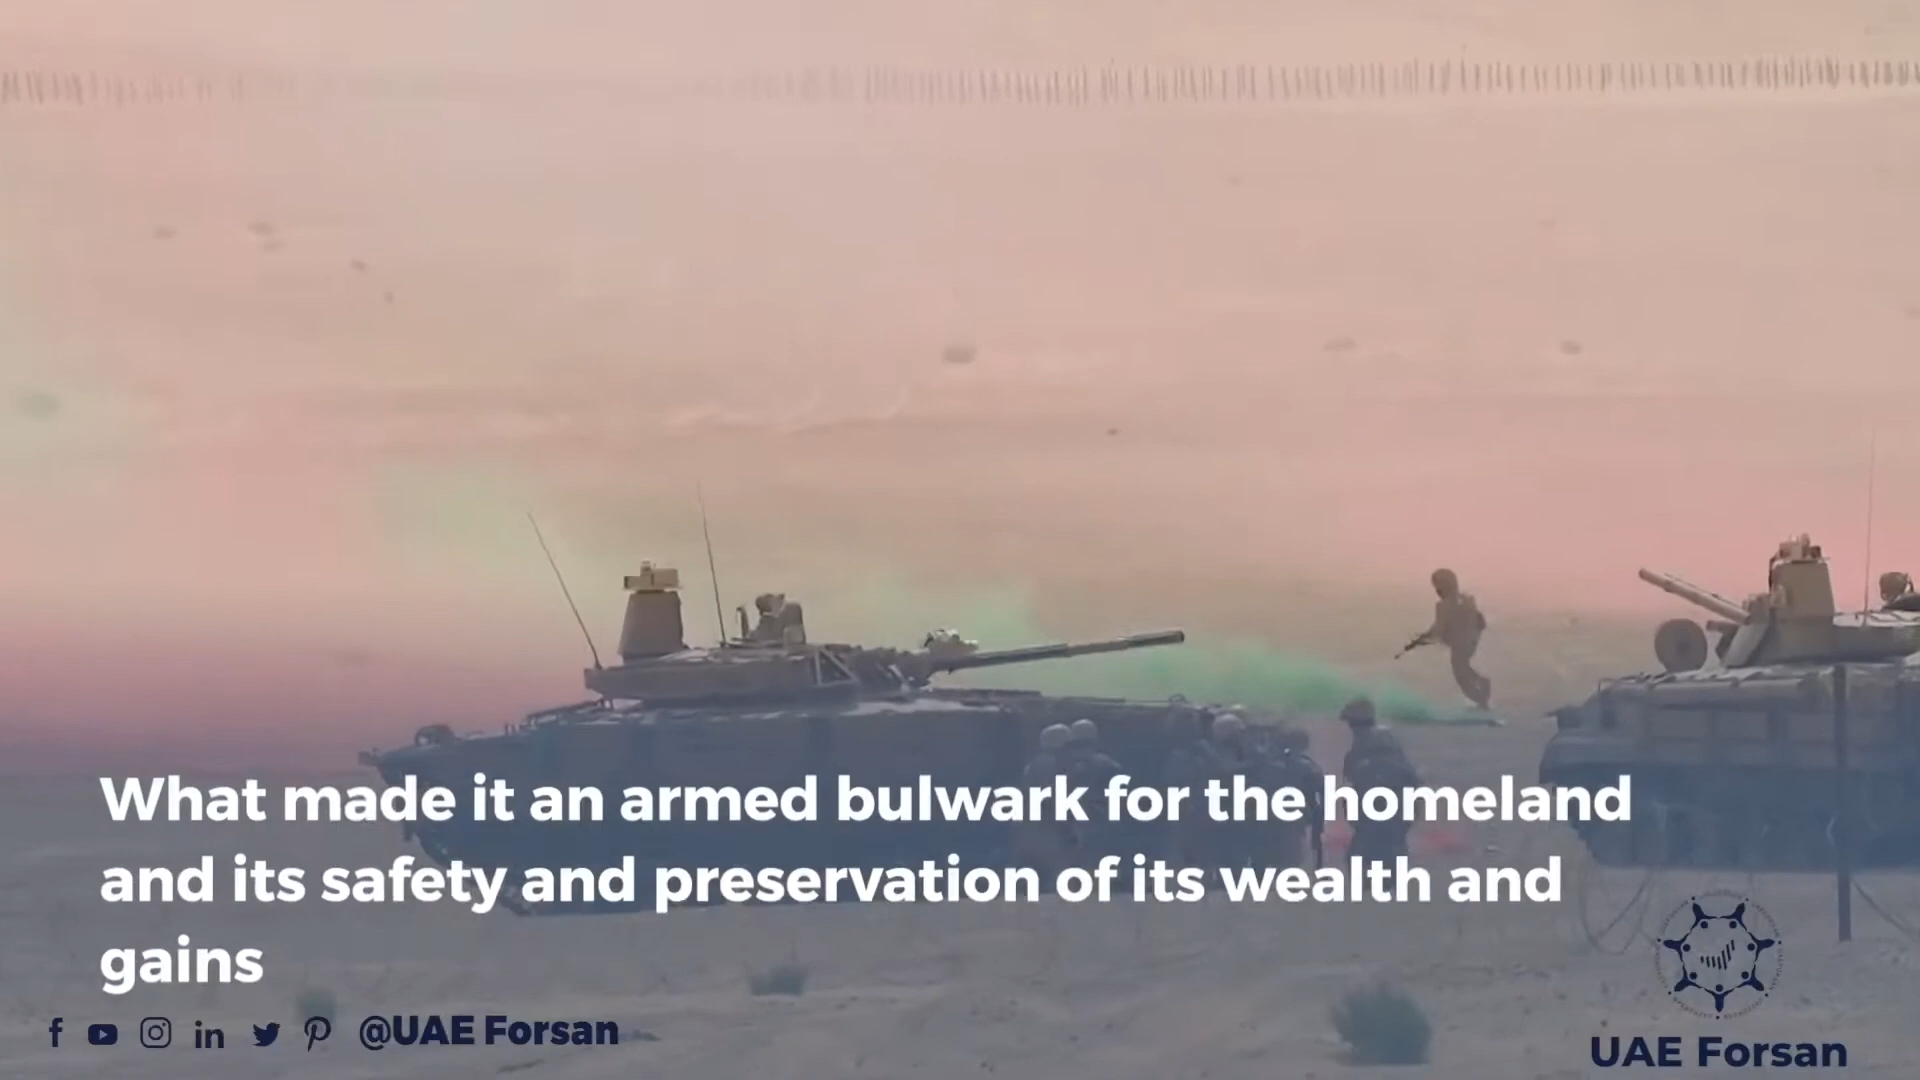 What made it an armed bulwark for the homeland
and its safety and preservation of its wealth and
gains
@UAE Forsan
UAE Forsan